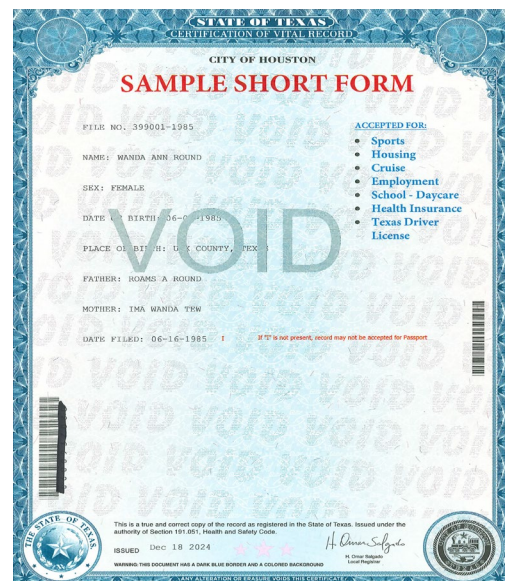 STATE OF TEXAS
CERTIFICATION OF VITAL RECORD
CITY OF HOUSTON
SAMPLE SHORT FORM
FILE NO. 399001-1985
NAME: WANDA ANN ROUND
SEX: FEMALE
DATE BIRTH: 1985
PLACE OF COUNTY,
FATHER: ROAMS A ROUND
MOTHER: IMA WANDA TEW
DATE FILED: 06-16-1985 I If "I" is not present, record may not be accepted for Passport
ACCEPTED FOR:
• Sports
• Housing
• Cruise
• Employment
• School - Daycare
• Health Insurance
• Texas Driver
License
VOID
This is a true and correct copy of the record as registered in the State of Texas. Issued under the
authority of Section 191.051, Health and Safety Code.
ISSUED Dec 18 2024
H. Omar Salgado
H. Omar Salgado
Local Registrar
WARNING: THIS DOCUMENT HAS A DARK BLUE BORDER AND A COLORED BACKGROUND
ANY ALTERATION OR ERASURE VOIDS THIS CERTIFICATE
THE STATE OF TEXAS